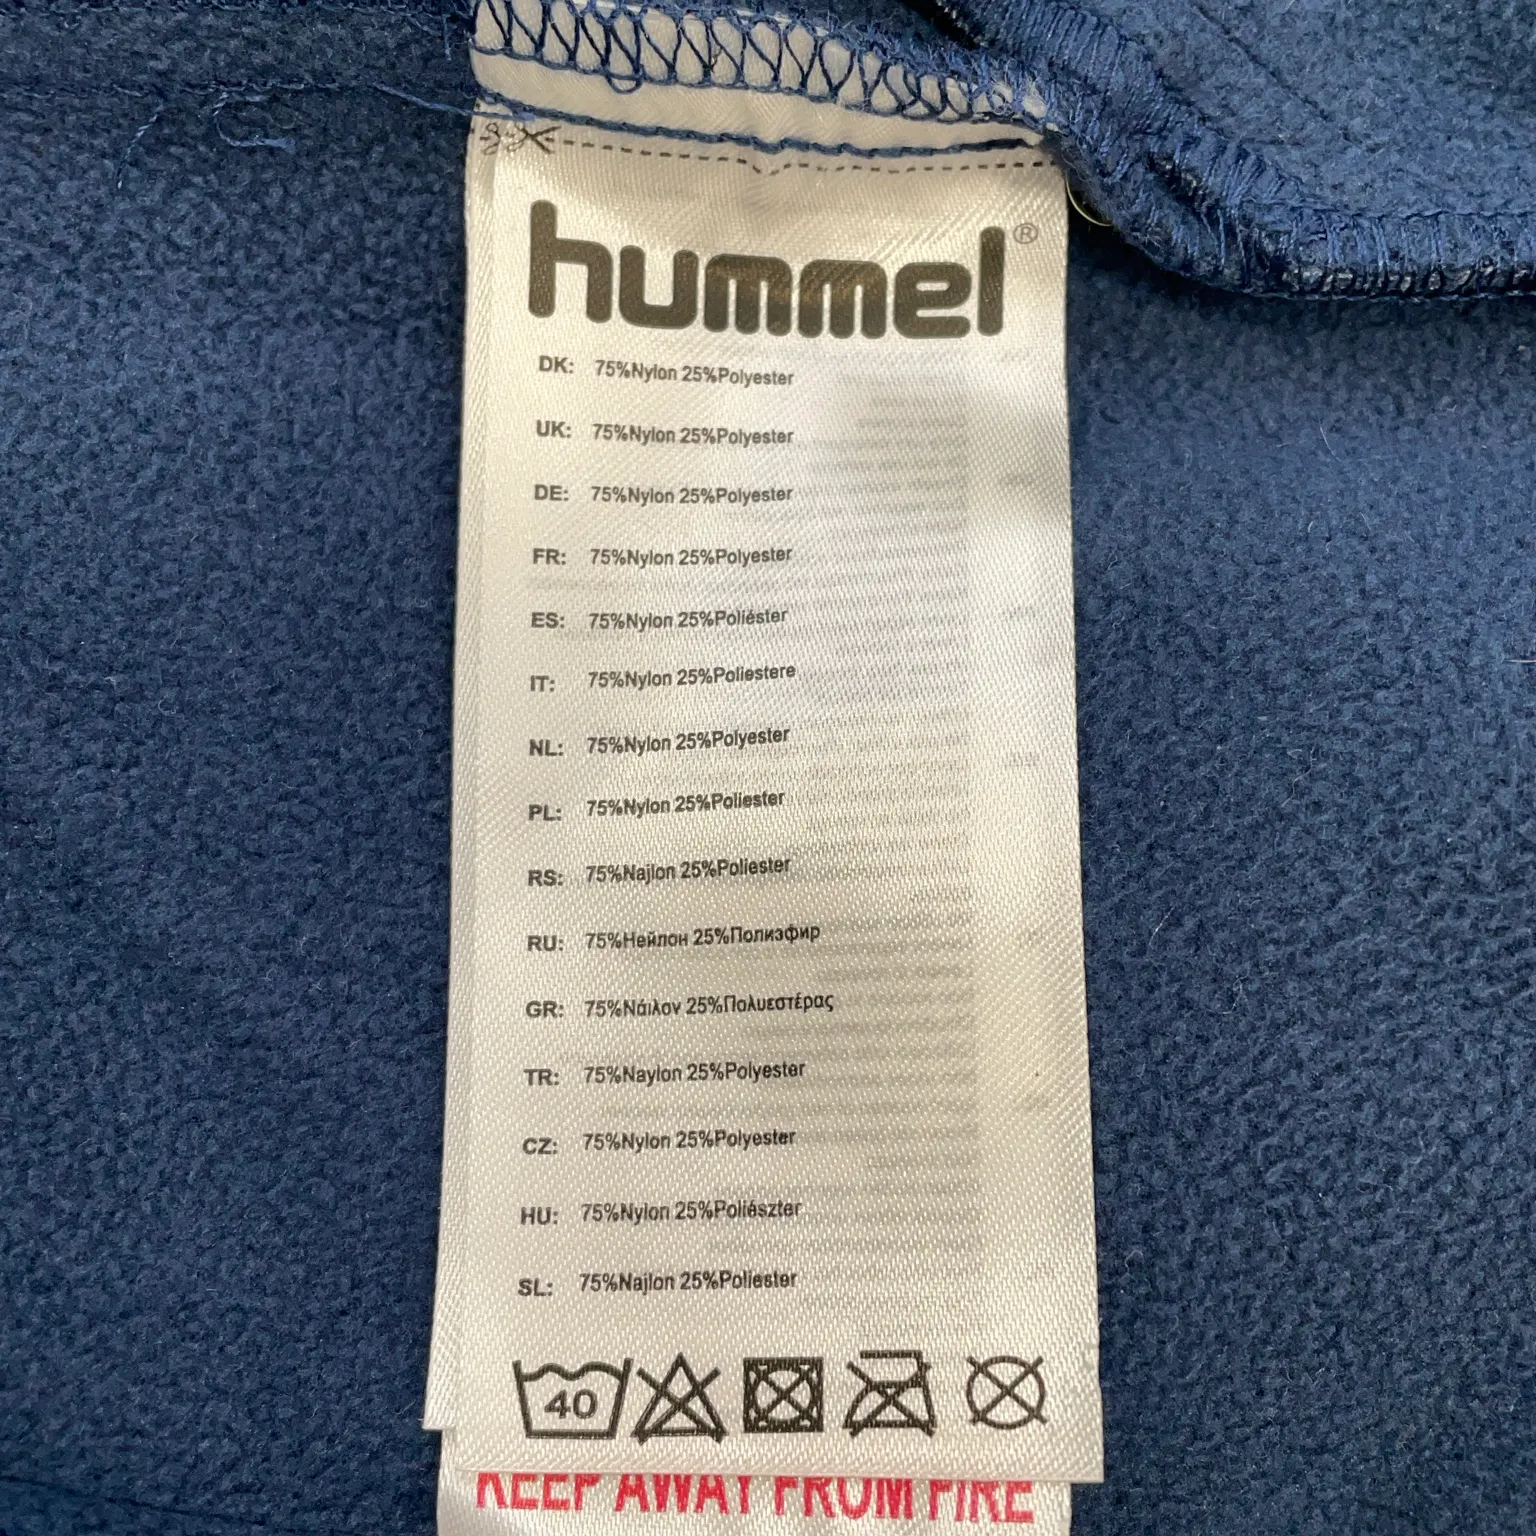 hummel®
DK: 75%Nylon 25%Polyester
UK: 75%Nylon 25%Polyester
DE: 75%Nylon 25%Polyester
FR: 75%Nylon 25%Polyester
ES: 75%Nylon 25%Poliéster
IT: 75%Nylon 25%Poliestere
NL: 75%Nylon 25%Polyester
PL: 75%Nylon 25%Poliester
RS: 75%Najlon 25%Poliester
RU: 75%Нейлон 25%Полиэфир
GR: 75%Νάιλον 25%Πολυεστέρας
TR: 75%Naylon 25%Polyester
CZ: 75%Nylon 25%Polyester
HU: 75%Nylon 25%Poliészter
SL: 75%Najlon 25%Poliester
40
KEEP AWAY FROM FIRE